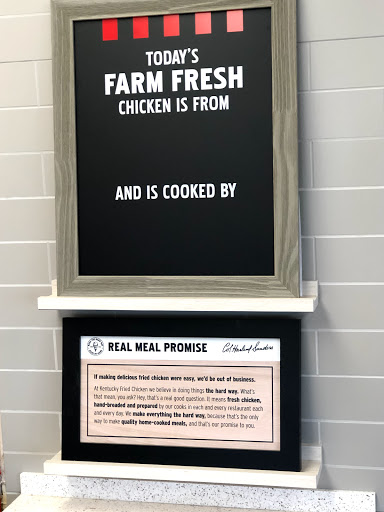 TODAY'S
FARM FRESH
CHICKEN IS FROM
AND IS COOKED BY
REAL MEAL PROMISE Col Harland Sanders
If making delicious fried chicken were easy, we'd be out of business.
At Kentucky Fried Chicken we believe in doing things the hard way. What's
that mean, you ask? Hey, that's a real good question. It means fresh chicken,
hand-breaded and prepared by our cooks in each and every restaurant each
and every day. We make everything the hard way, because that's the only
way to make quality home-cooked meals, and that's our promise to you.